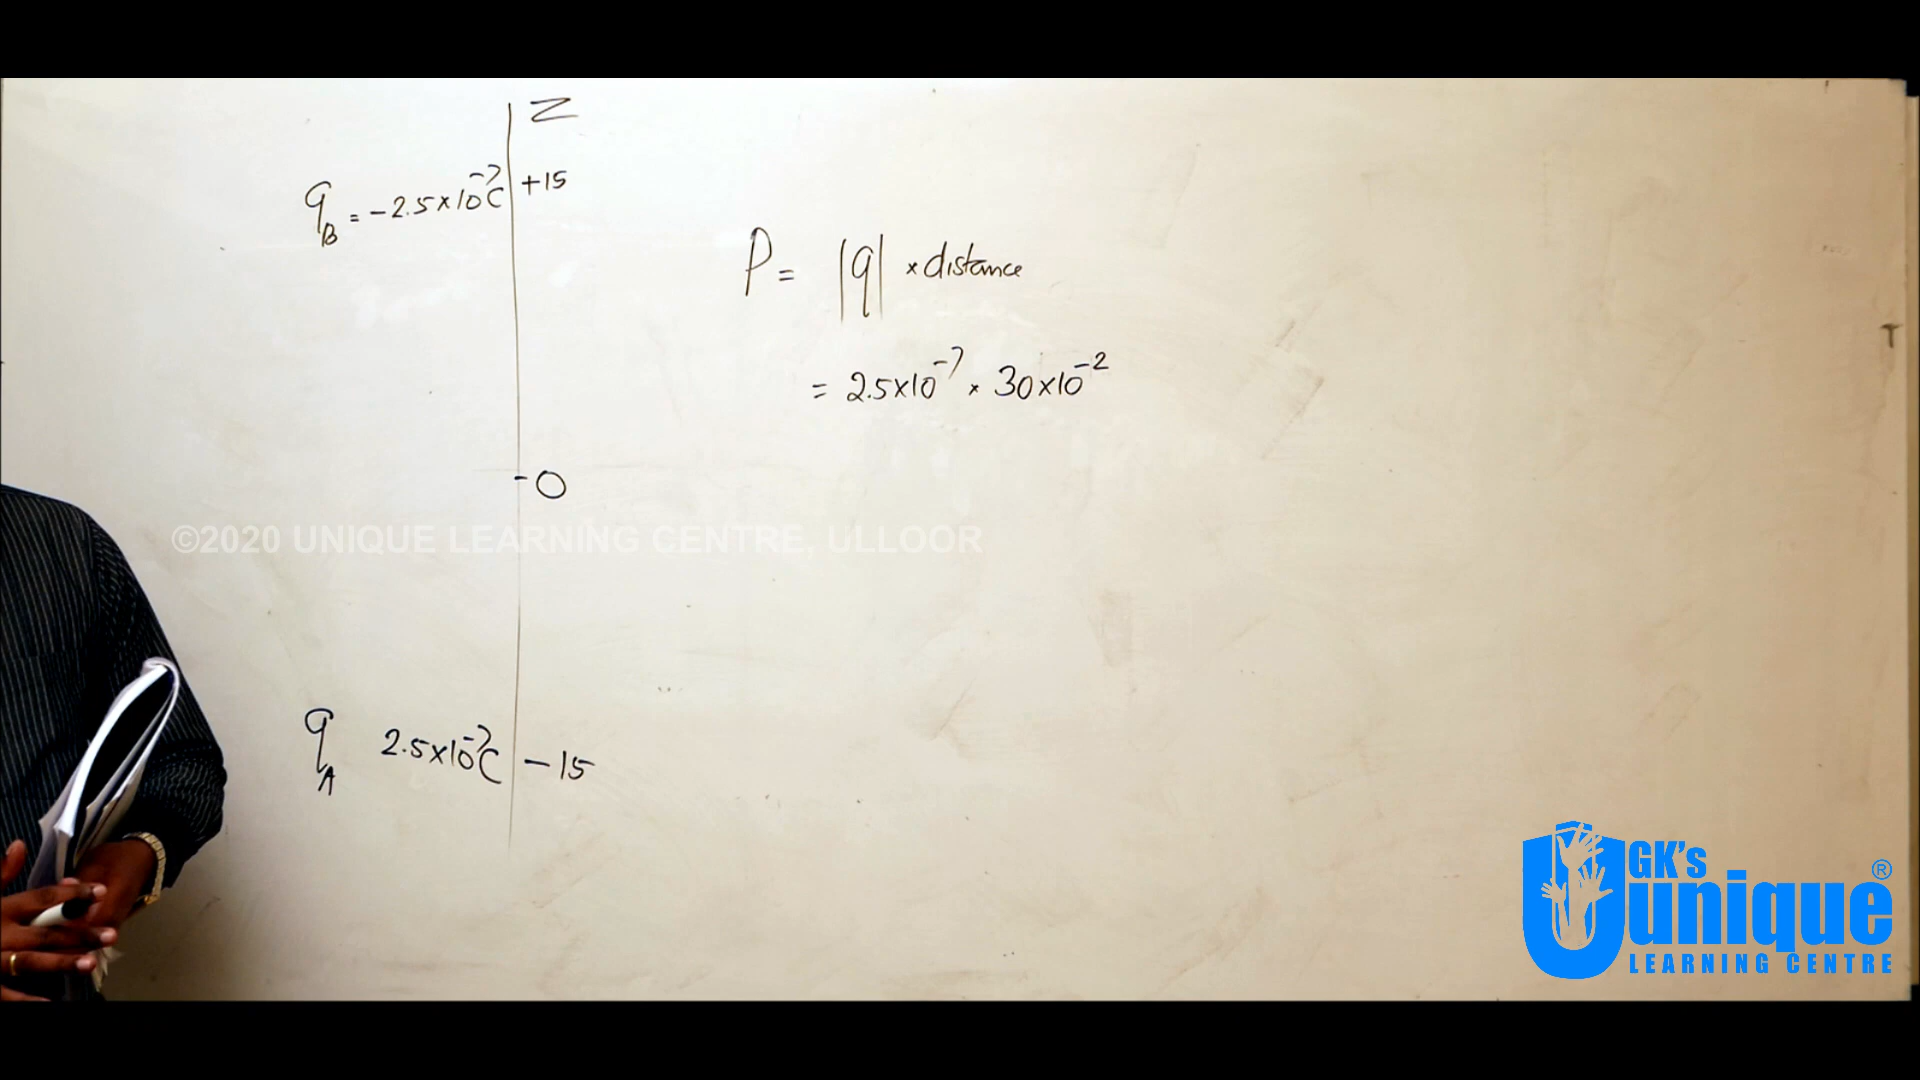 Z
q_B = -2.5×10⁻⁷C +15
P = |q| × distance
= 2.5×10⁻⁷ × 30×10⁻²
- 0
©2020 UNIQUE LEARNING CENTRE, ULLOOR
q_A 2.5×10⁻⁷C -15
GK's
unique®
LEARNING CENTRE